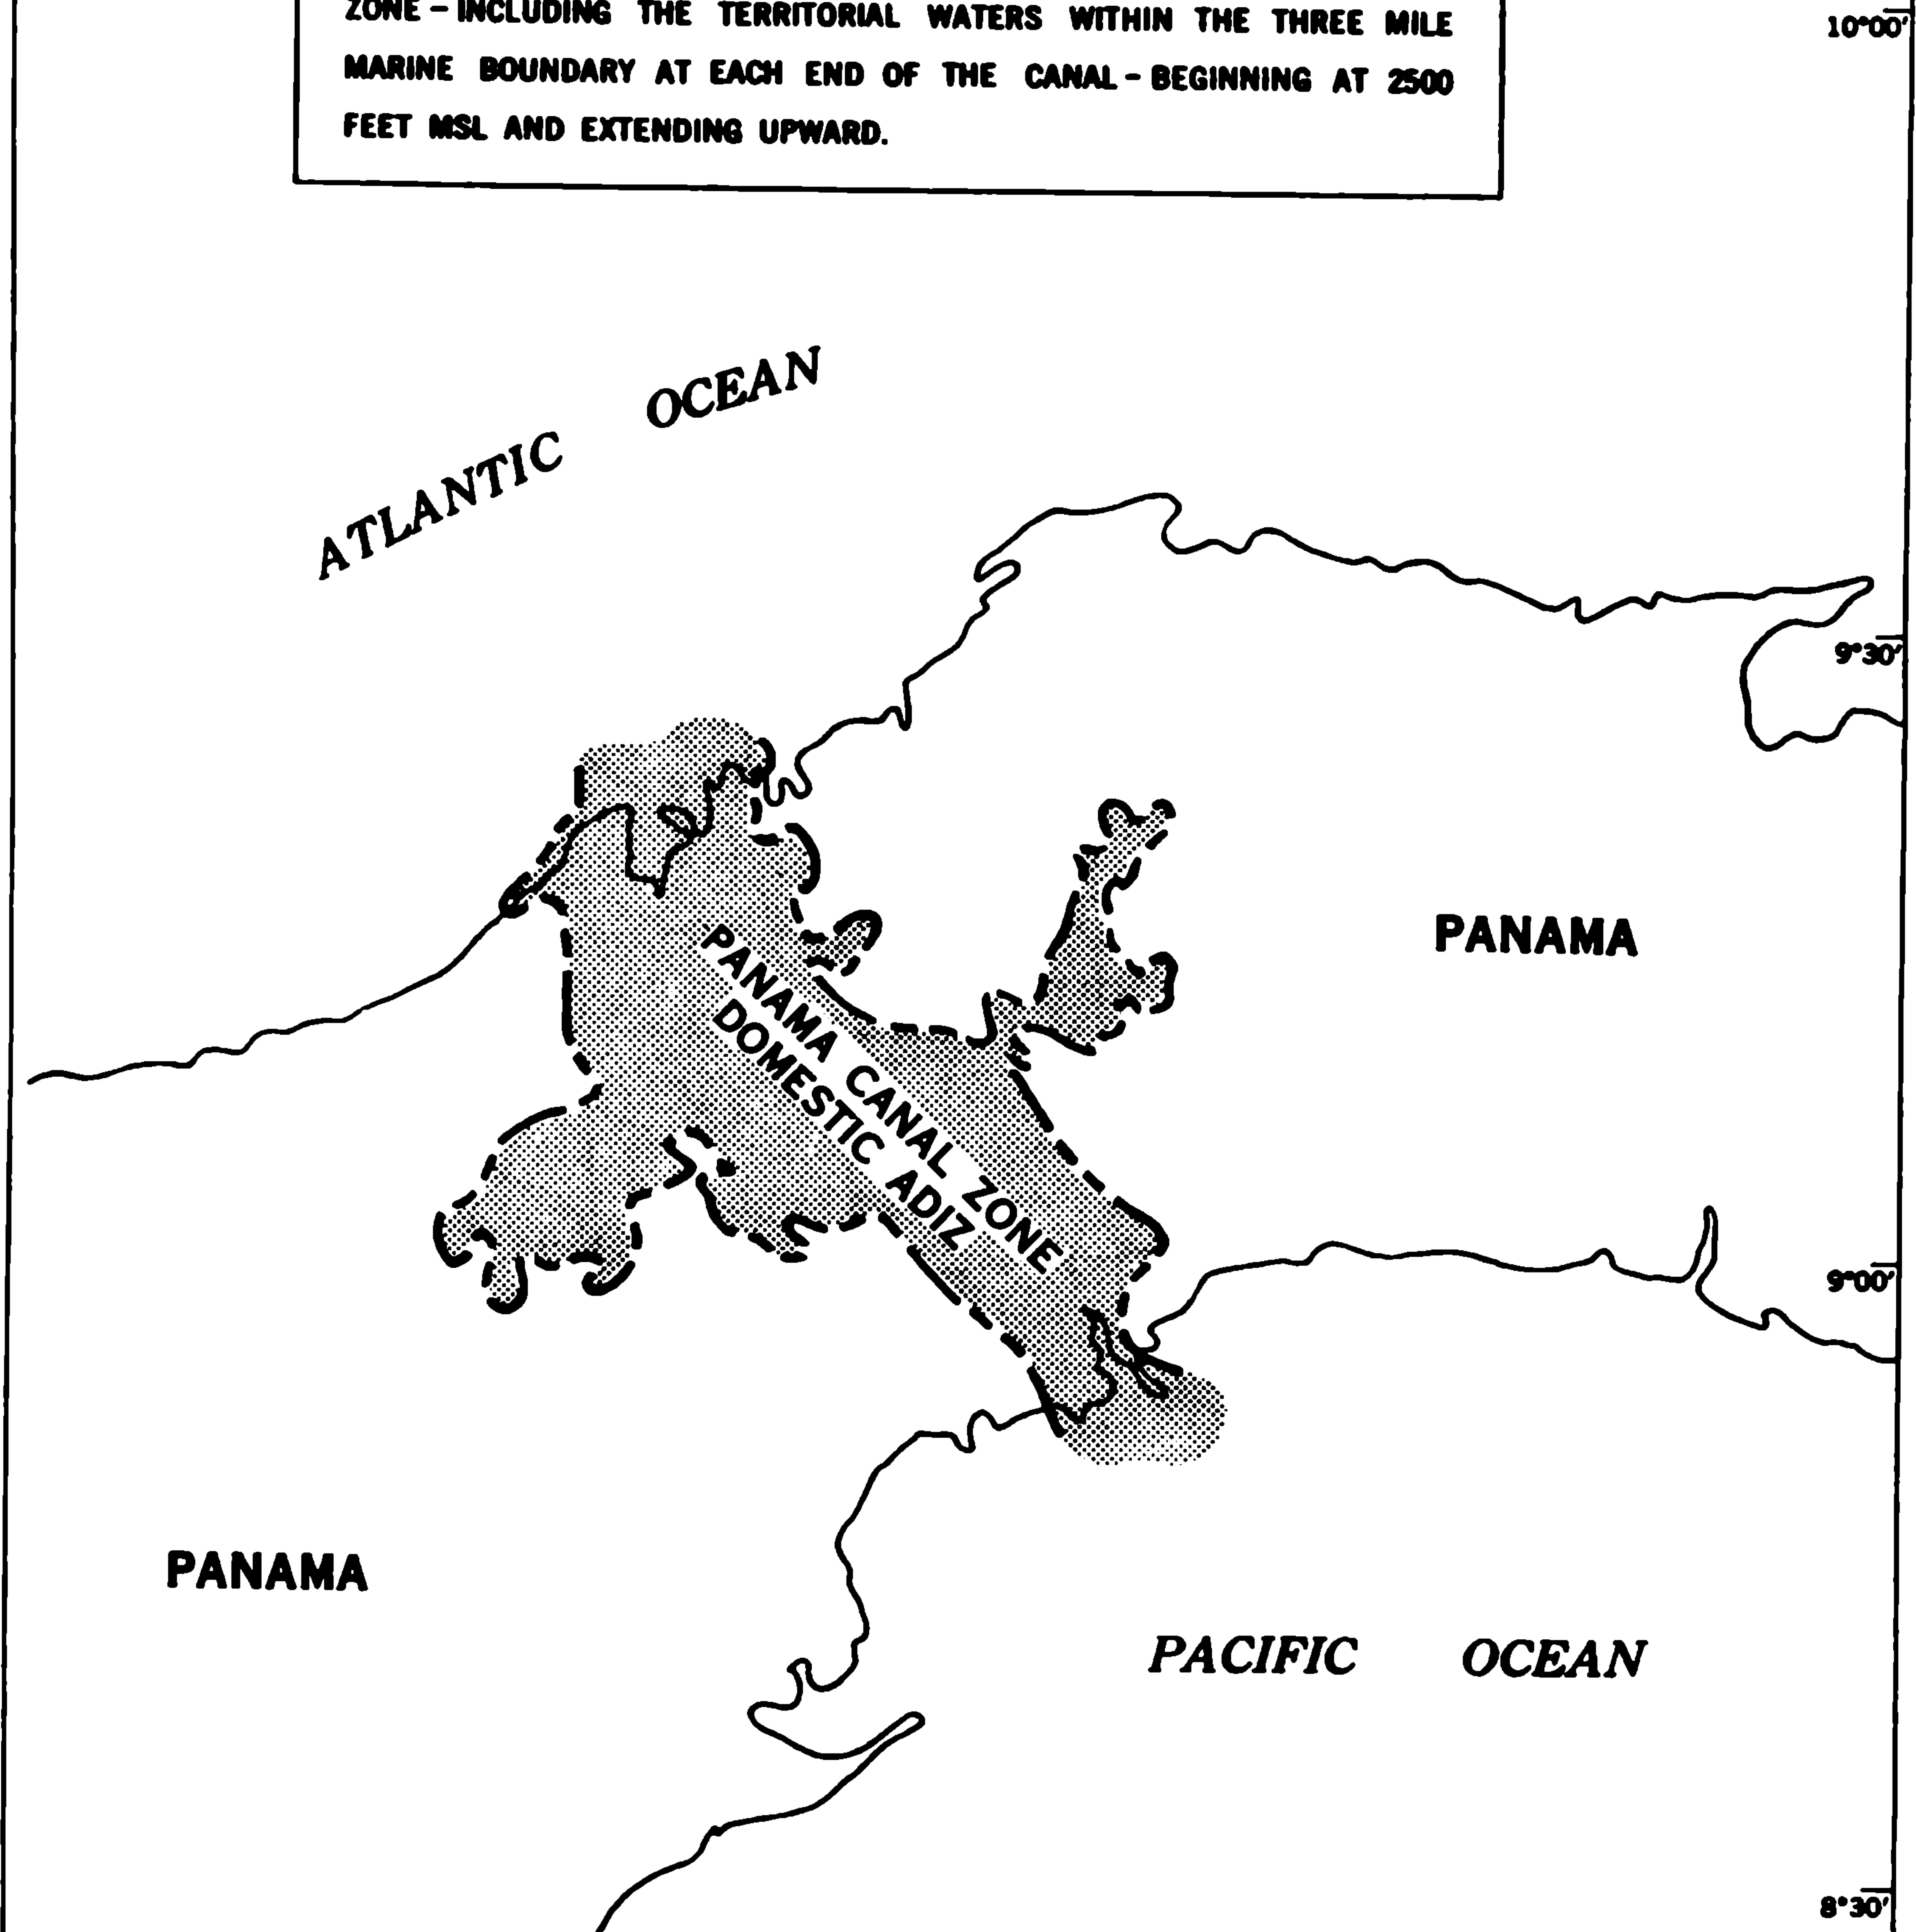 ZONE - INCLUDING THE TERRITORIAL WATERS WITHIN THE THREE MILE
MARINE BOUNDARY AT EACH END OF THE CANAL - BEGINNING AT 2500
FEET MSL AND EXTENDING UPWARD.
10°00'
ATLANTIC OCEAN
9°30'
PANAMA
PANAMA CANAL ZONE
DOMESTIC ADIZ
9°00'
PANAMA
PACIFIC OCEAN
8°30'